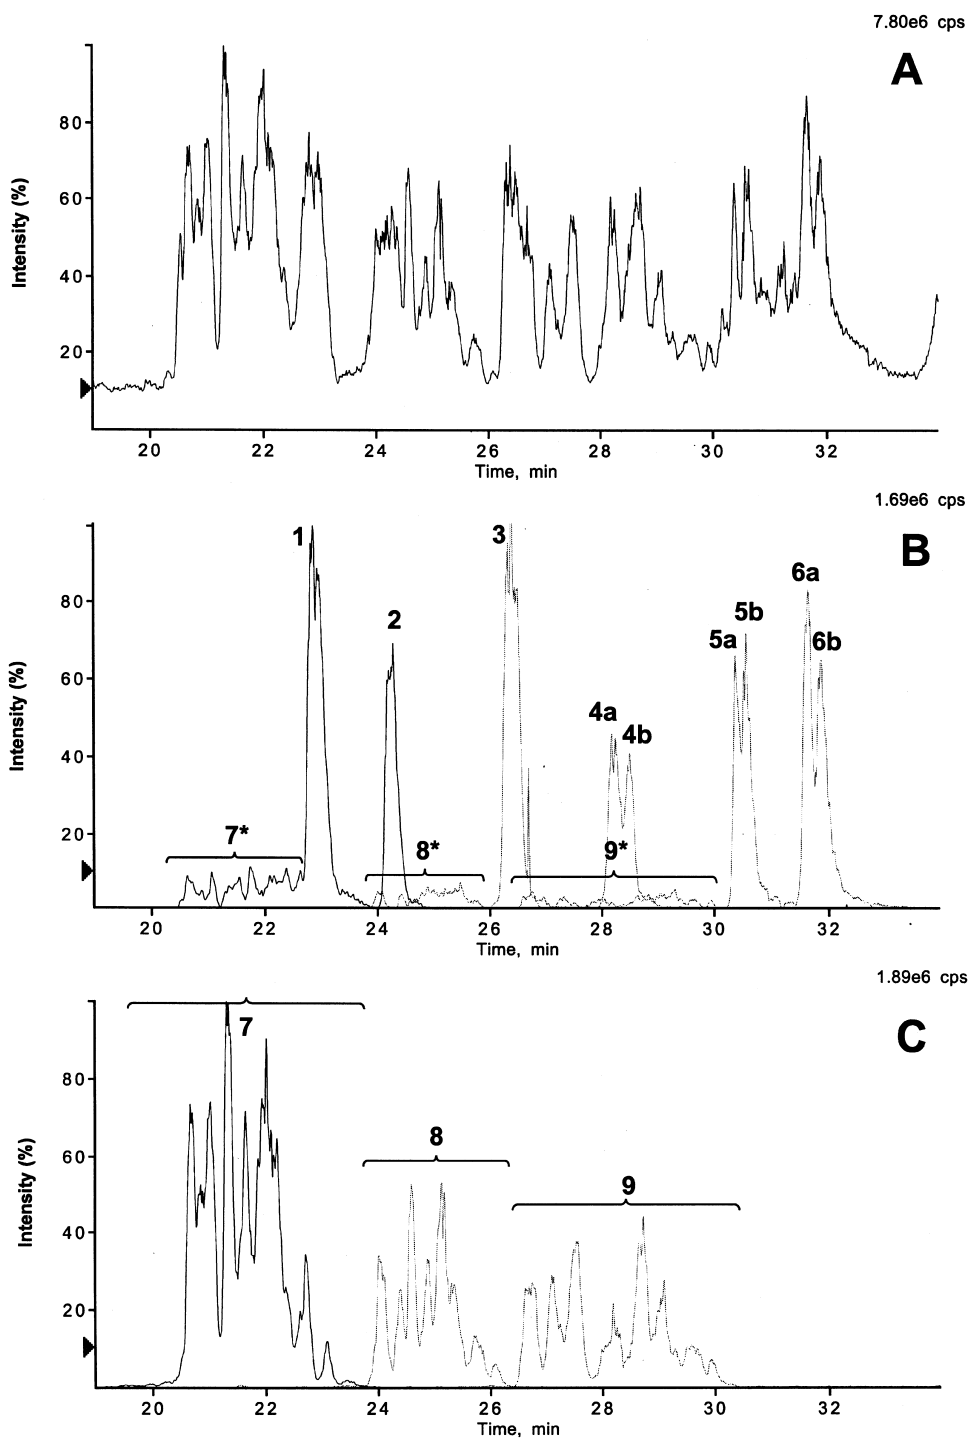 7.80e6 cps
A
80
60
40
20
Intensity (%)
20 22 24 26 28 30 32
Time, min
1.69e6 cps
B
1
3
6a
80
2
5b
5a
6b
60
4a
4b
40
20
7*
8*
9*
Intensity (%)
20 22 24 26 28 30 32
Time, min
1.89e6 cps
C
7
80
8
60
9
40
20
Intensity (%)
20 22 24 26 28 30 32
Time, min